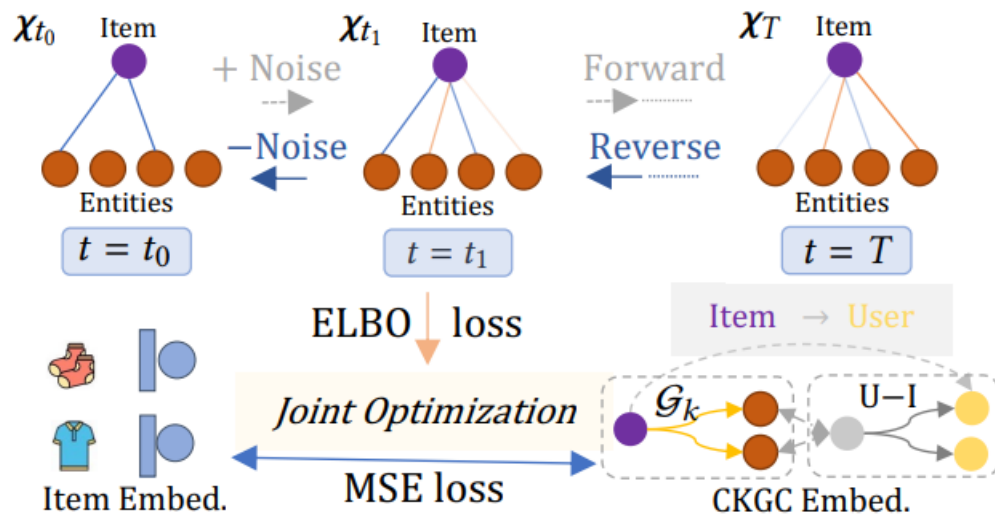 χt0 Item χt1 Item χT Item
+ Noise Forward
−Noise Reverse
Entities Entities Entities
t = t0 t = t1 t = T
ELBO loss Item → User
Joint Optimization Gk U−I
MSE loss
Item Embed. CKGC Embed.